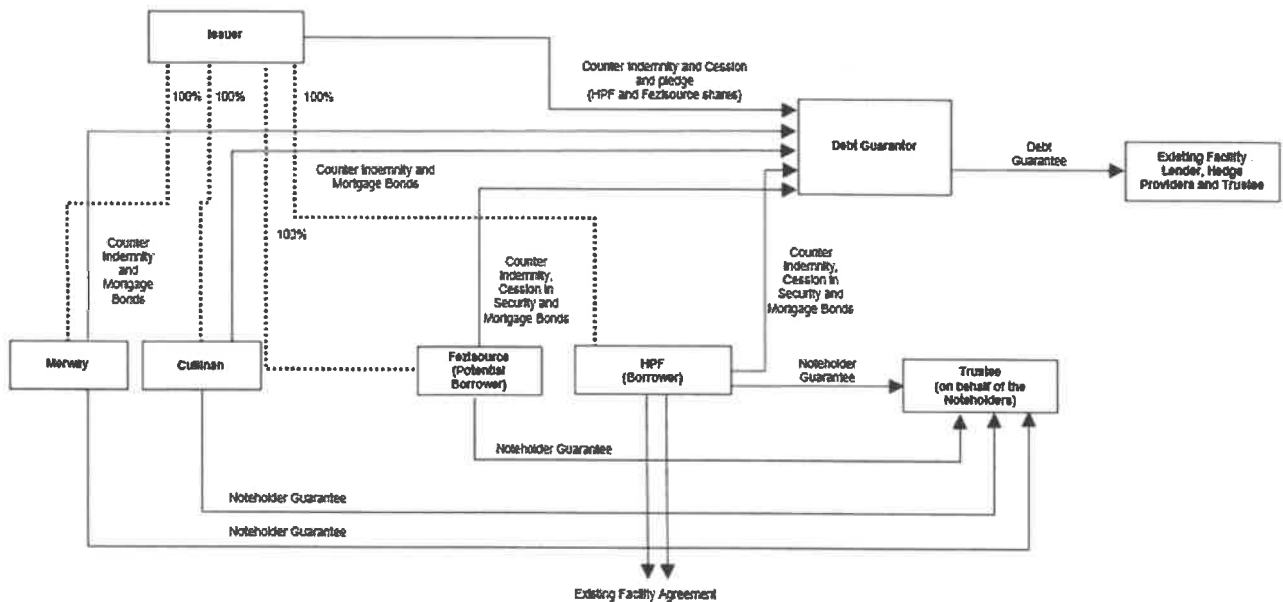 Issuer
100%
100%
100%
Counter Indemnity and Cession
and pledge
(HPF and Fezisource shares)
Debt Guarantor
Debt
Guarantee
Existing Facility
Lender, Hedge
Providers and Trustee
Counter Indemnity and
Mortgage Bonds
100%
Counter
Indemnity
and
Mortgage
Bonds
Counter
Indemnity,
Cession in
Security and
Mortgage Bonds
Counter
Indemnity,
Cession in
Security and
Mortgage Bonds
Merway
Cullinan
Fezisource
(Potential
Borrower)
HPF
(Borrower)
Noteholder
Guarantee
Trustee
(on behalf of the
Noteholders)
Noteholder Guarantee
Noteholder Guarantee
Noteholder Guarantee
Existing Facility Agreement